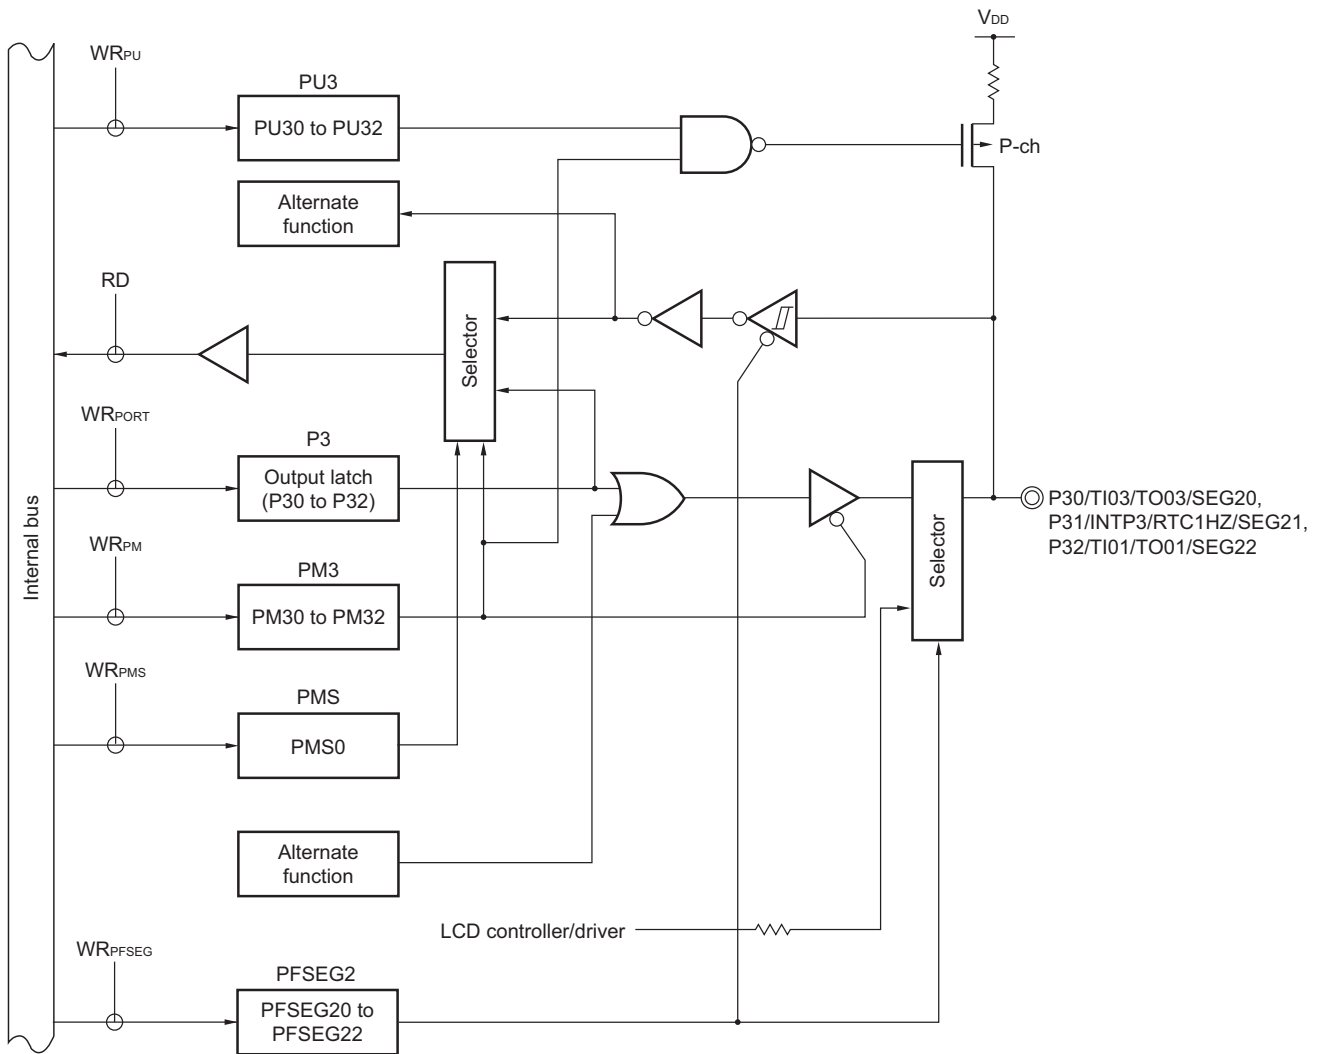 VDD
WRPU
PU3
PU30 to PU32
P-ch
Alternate
function
RD
Selector
WRPORT
P3
Output latch
(P30 to P32)
P30/TI03/TO03/SEG20,
P31/INTP3/RTC1HZ/SEG21,
P32/TI01/TO01/SEG22
Internal bus
WRPM
PM3
PM30 to PM32
Selector
WRPMS
PMS
PMS0
Alternate
function
LCD controller/driver
WRPFSEG
PFSEG2
PFSEG20 to
PFSEG22